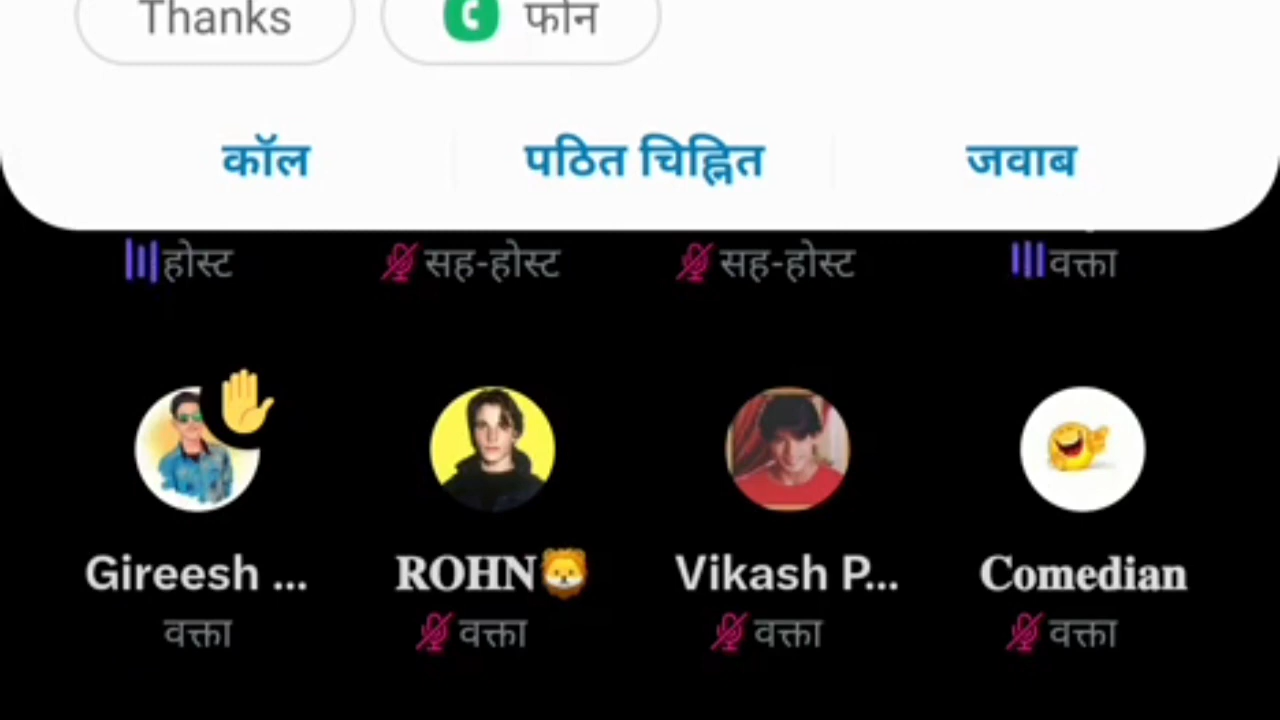 Thanks फोन
कॉल पठित चिह्नित जवाब
होस्ट सह-होस्ट सह-होस्ट वक्ता
Gireesh ... ROHN🦁 Vikash P... Comedian
वक्ता वक्ता वक्ता वक्ता